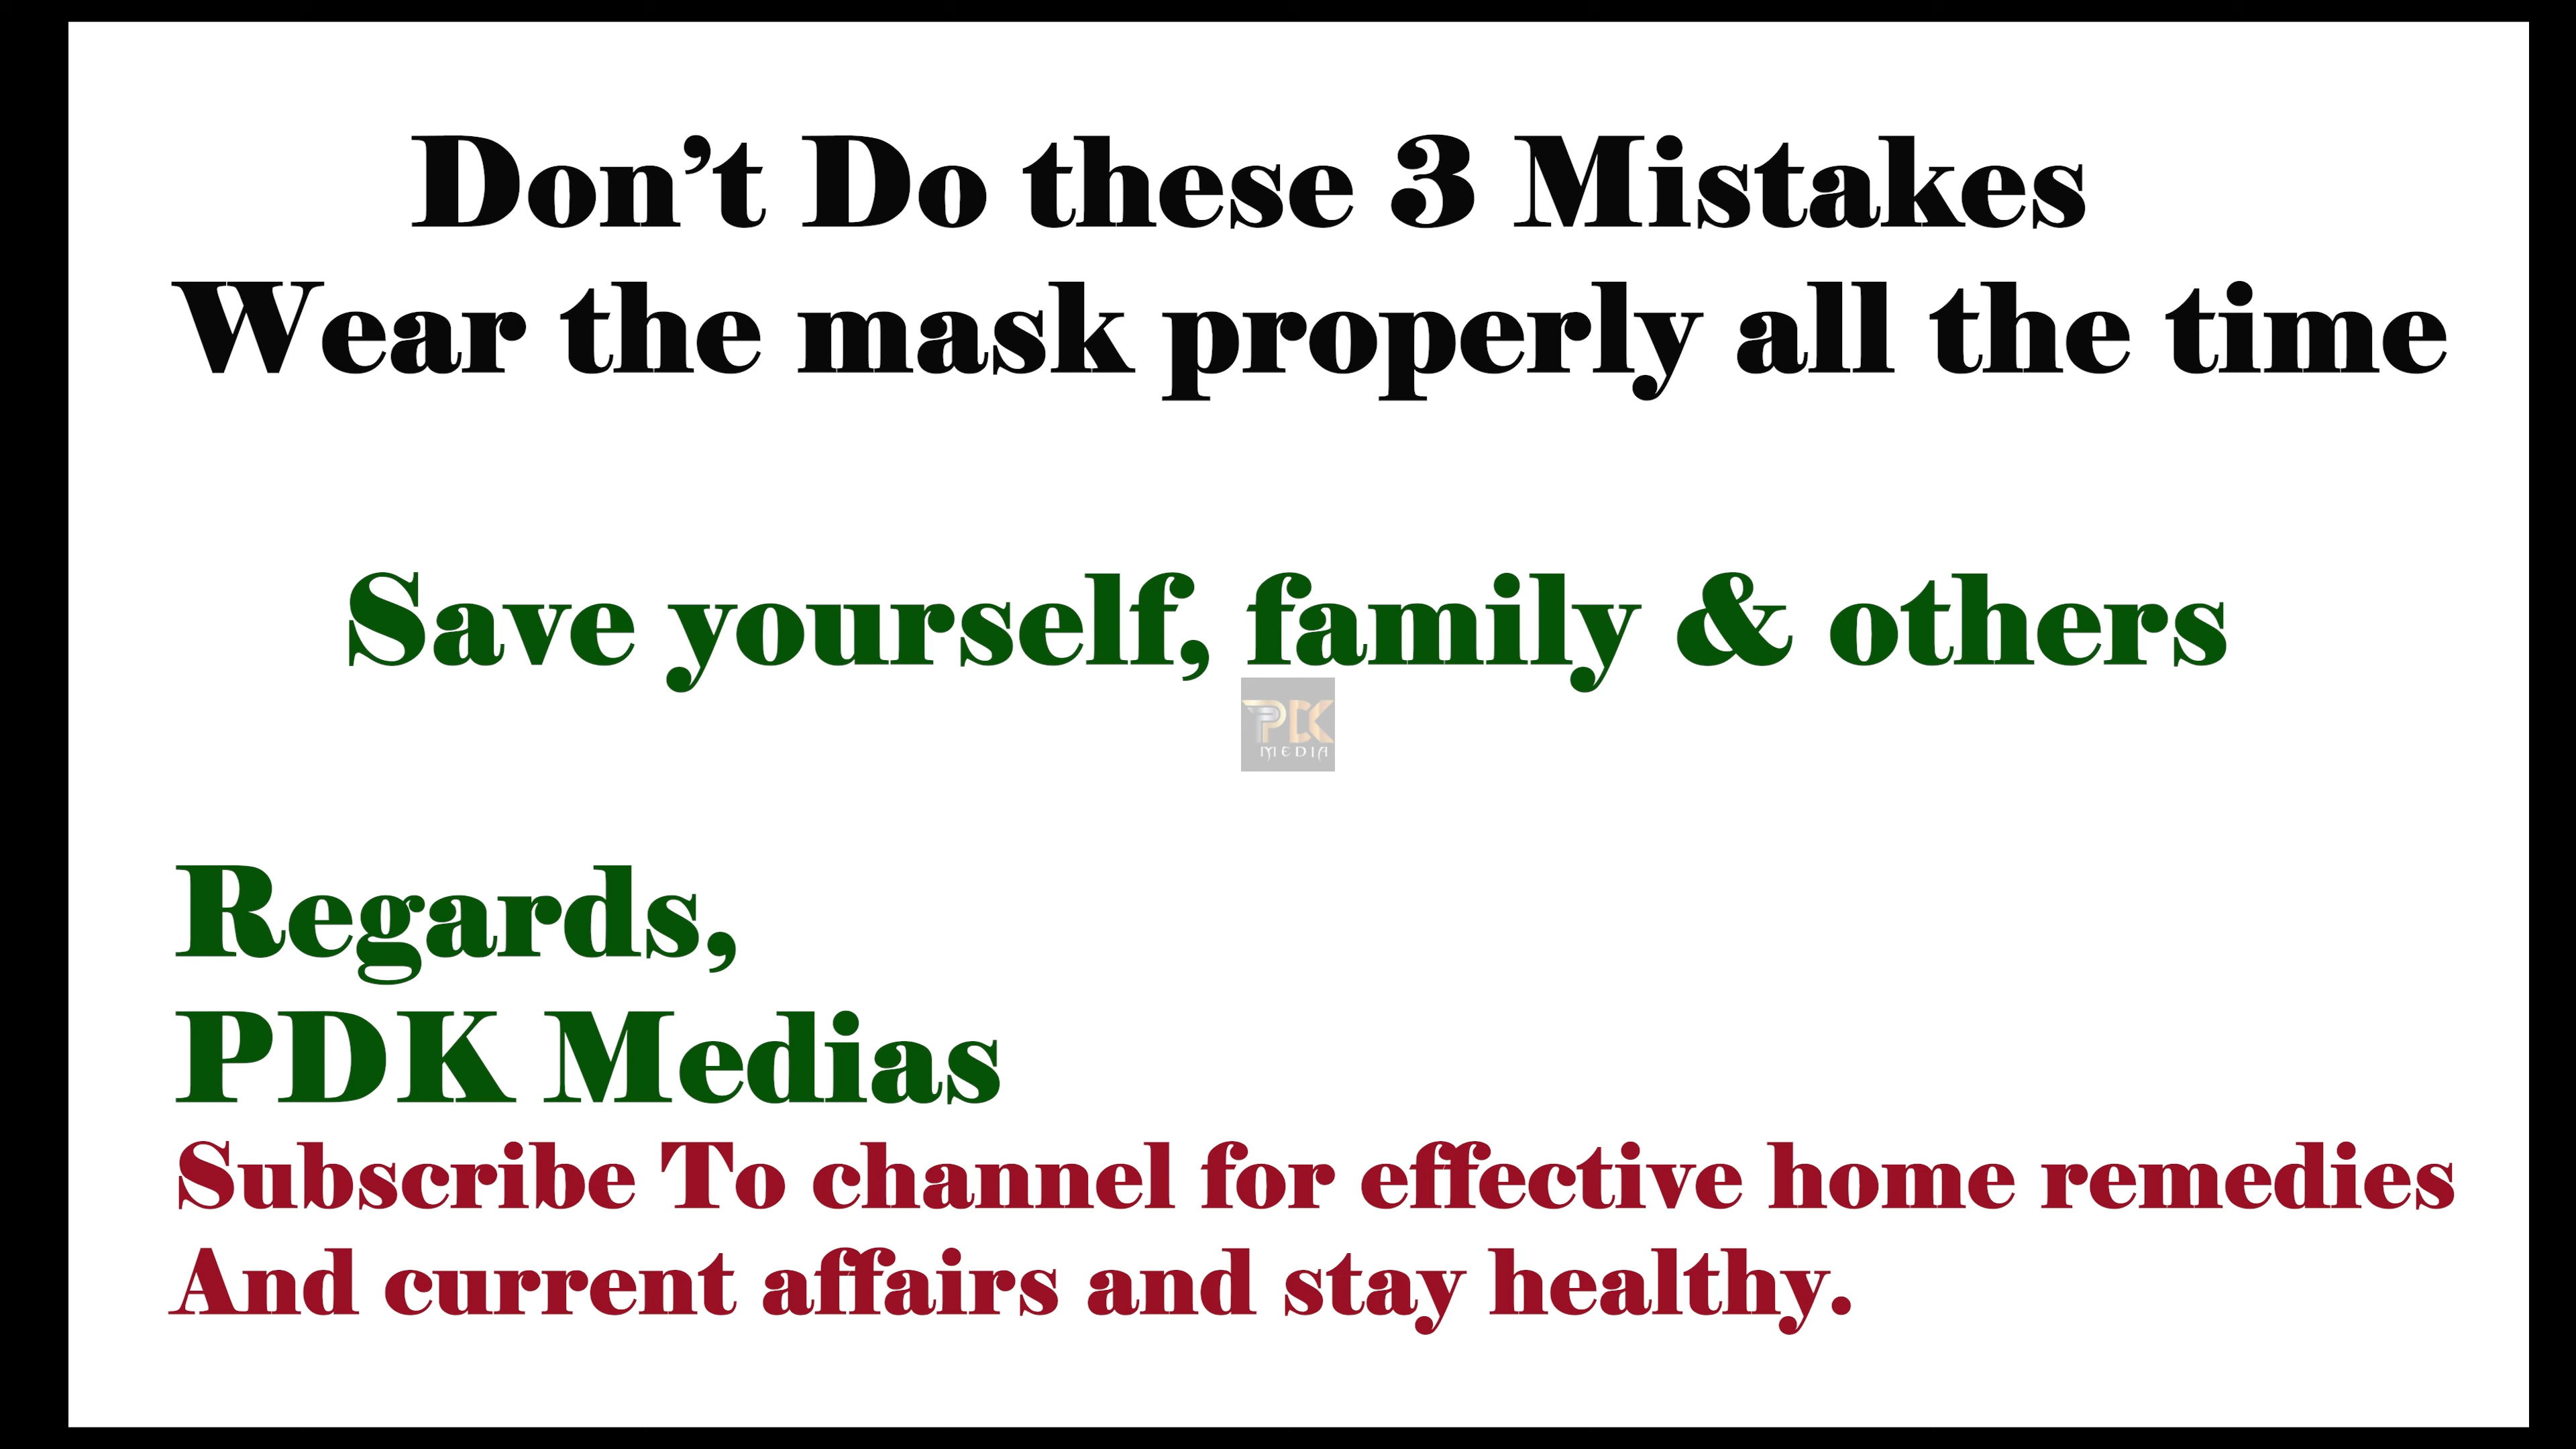 Don’t Do these 3 Mistakes
Wear the mask properly all the time
Save yourself, family & others
PDK
MEDIA
Regards,
PDK Medias
Subscribe To channel for effective home remedies
And current affairs and stay healthy.